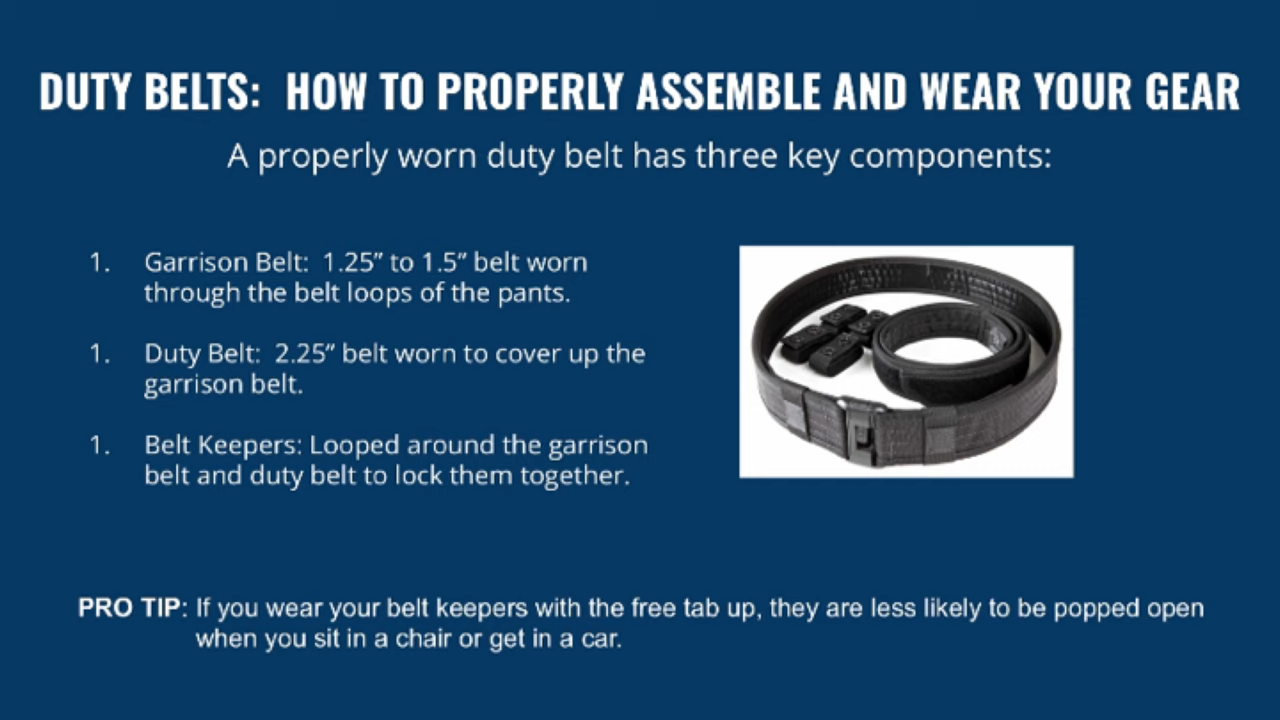 DUTY BELTS: HOW TO PROPERLY ASSEMBLE AND WEAR YOUR GEAR
A properly worn duty belt has three key components:
1. Garrison Belt: 1.25” to 1.5” belt worn
through the belt loops of the pants.
1. Duty Belt: 2.25” belt worn to cover up the
garrison belt.
1. Belt Keepers: Looped around the garrison
belt and duty belt to lock them together.
PRO TIP: If you wear your belt keepers with the free tab up, they are less likely to be popped open
when you sit in a chair or get in a car.